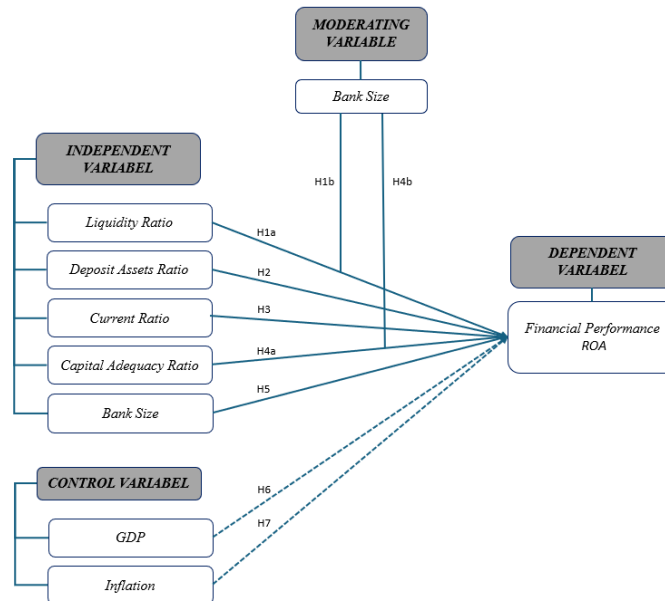 MODERATING
VARIABLE
Bank Size
H1b
H4b
INDEPENDENT
VARIABEL
Liquidity Ratio
Deposit Assets Ratio
Current Ratio
Capital Adequacy Ratio
Bank Size
H1a
H2
H3
H4a
H5
DEPENDENT
VARIABEL
Financial Performance
ROA
CONTROL VARIABEL
GDP
Inflation
H6
H7